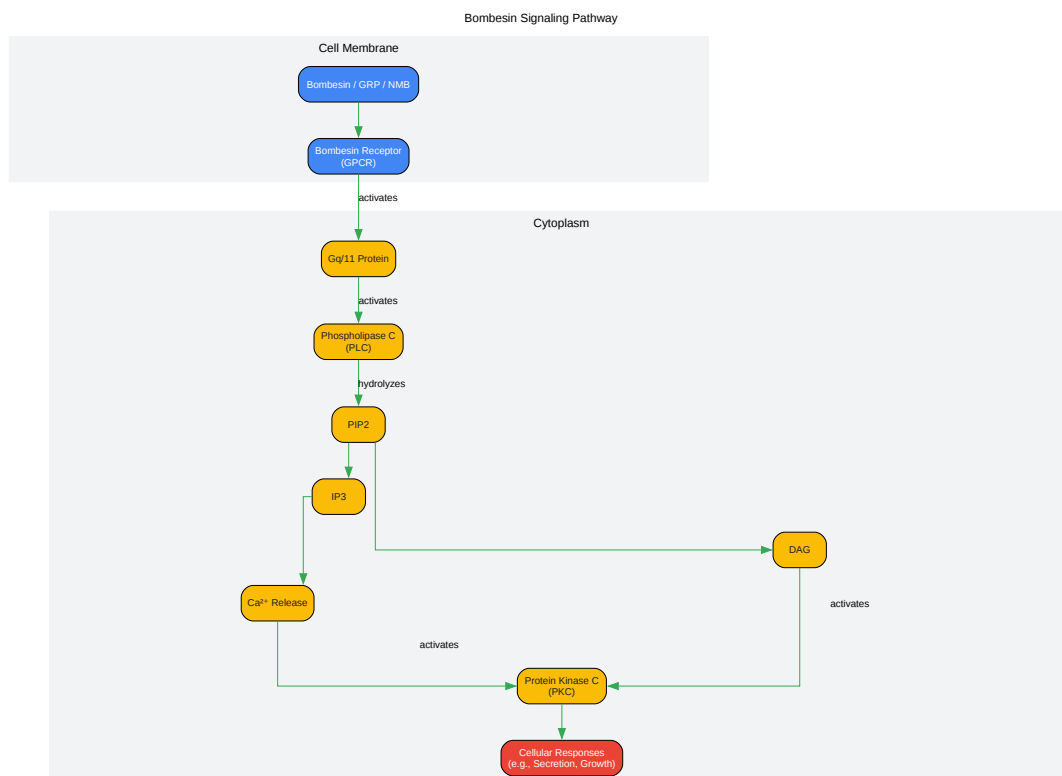 Bombesin Signaling Pathway
Cell Membrane
Bombesin / GRP / NMB
Bombesin Receptor
(GPCR)
activates
Cytoplasm
Gq/11 Protein
activates
Phospholipase C
(PLC)
hydrolyzes
PIP2
IP3
DAG
Ca²⁺ Release
activates
activates
Protein Kinase C
(PKC)
Cellular Responses
(e.g., Secretion, Growth)